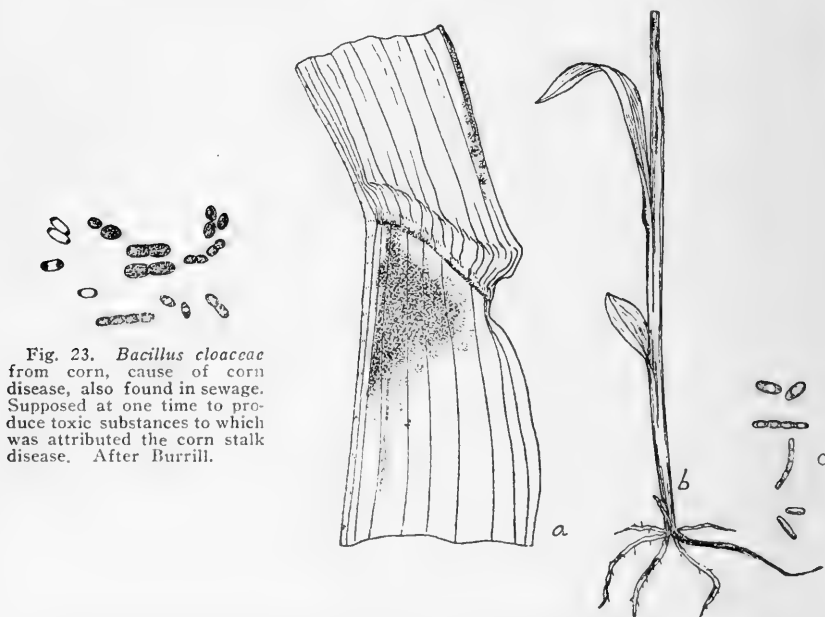 Fig. 23. Bacillus cloaceae
from corn, cause of corn
disease, also found in sewage.
Supposed at one time to pro-
duce toxic substances to which
was attributed the corn stalk
disease. After Burrill.
a
b
c